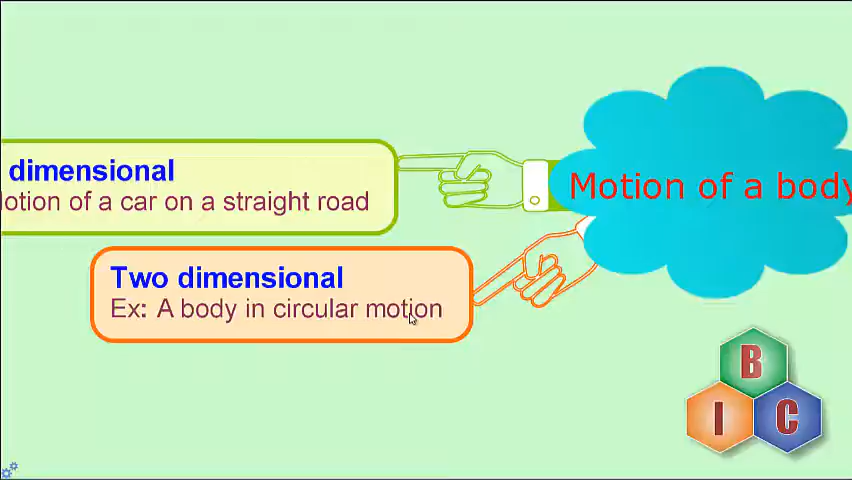 dimensional
otion of a car on a straight road
Motion of a body
Two dimensional
Ex: A body in circular motion
B
I C